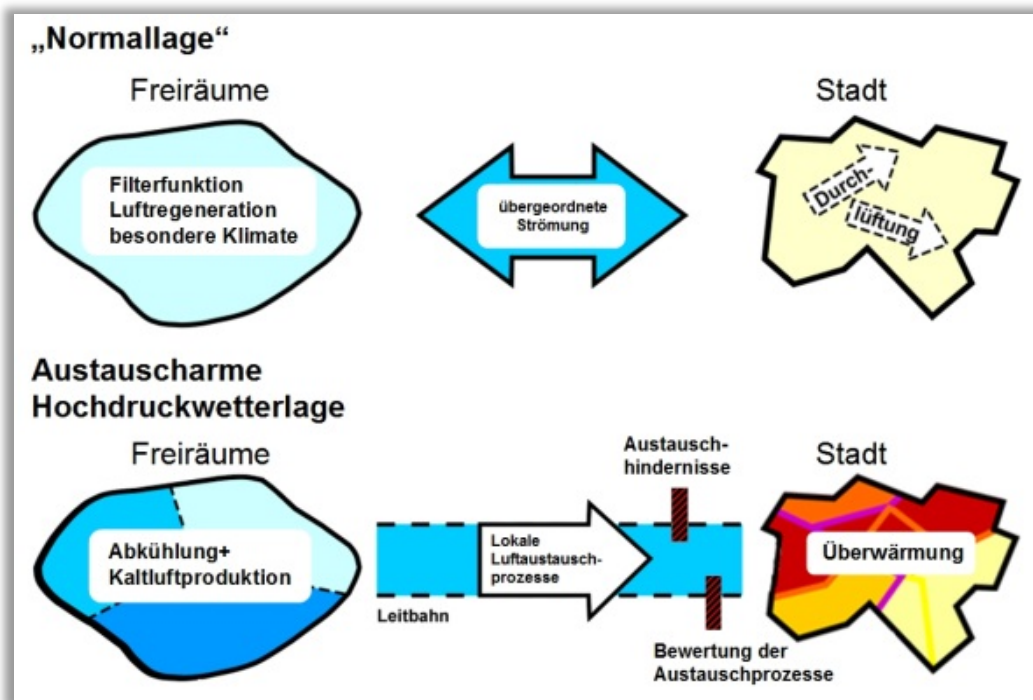 „Normallage“
Freiräume
Stadt
Filterfunktion
Luftregeneration
besondere Klimate
übergeordnete
Strömung
Durch-
lüftung
Austauscharme
Hochdruckwetterlage
Freiräume
Austausch-
hindernisse
Stadt
Abkühlung+
Kaltluftproduktion
Lokale
Luftaustausch-
prozesse
Überwärmung
Leitbahn
Bewertung der
Austauschprozesse